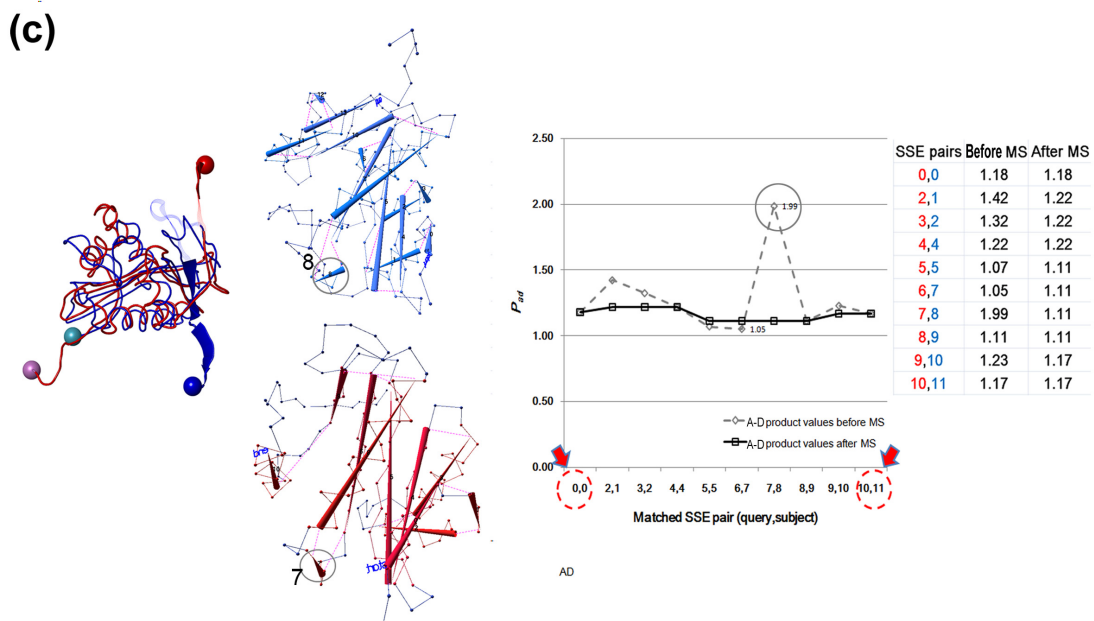 (c)
8
7
2.50
2.00
1.50
1.00
0.50
0.00
P_ad
1.99
1.05
A-D product values before MS
A-D product values after MS
0,0 2,1 3,2 4,4 5,5 6,7 7,8 8,9 9,10 10,11
Matched SSE pair (query,subject)
AD
SSE pairs Before MS After MS
0,0 1.18 1.18
2,1 1.42 1.22
3,2 1.32 1.22
4,4 1.22 1.22
5,5 1.07 1.11
6,7 1.05 1.11
7,8 1.99 1.11
8,9 1.11 1.11
9,10 1.23 1.17
10,11 1.17 1.17